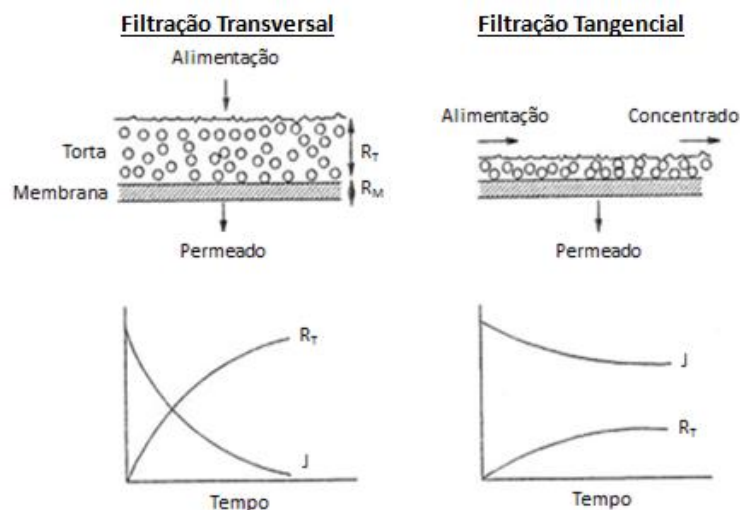 Filtração Transversal
Alimentação
Torta
R_T
Membrana
R_M
Permeado
R_T
J
Tempo
Filtração Tangencial
Alimentação
Concentrado
Permeado
J
R_T
Tempo